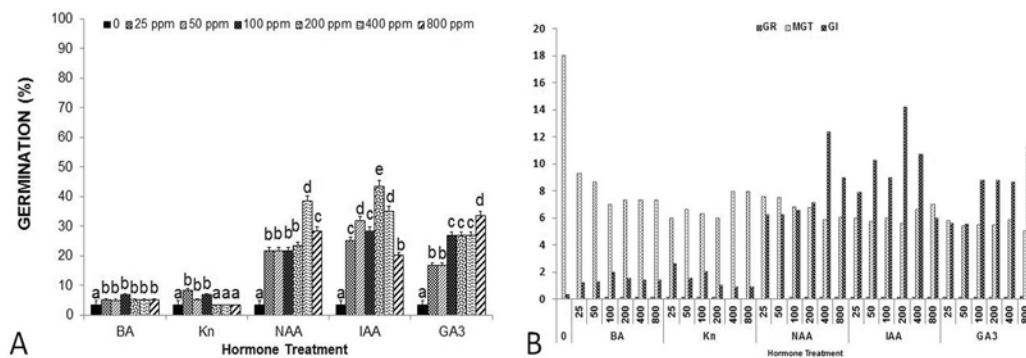 ■0 25 ppm 50 ppm 100 ppm 200 ppm 400 ppm 800 ppm
GERMINATION (%)
100
90
80
70
60
50
40
30
20
10
0
a b b b b b b
a b b b a a a
a b b b b d c
a c d c e d b
a b b c c c d
BA Kn NAA IAA GA3
Hormone Treatment
A
GR MGT GI
20
18
16
14
12
10
8
6
4
2
0
0 25 50 100 200 400 800 25 50 100 200 400 800 25 50 100 200 400 800 25 50 100 200 400 800 25 50 100 200 400 800
BA Kn NAA IAA GA3
Hormone Treatment
B